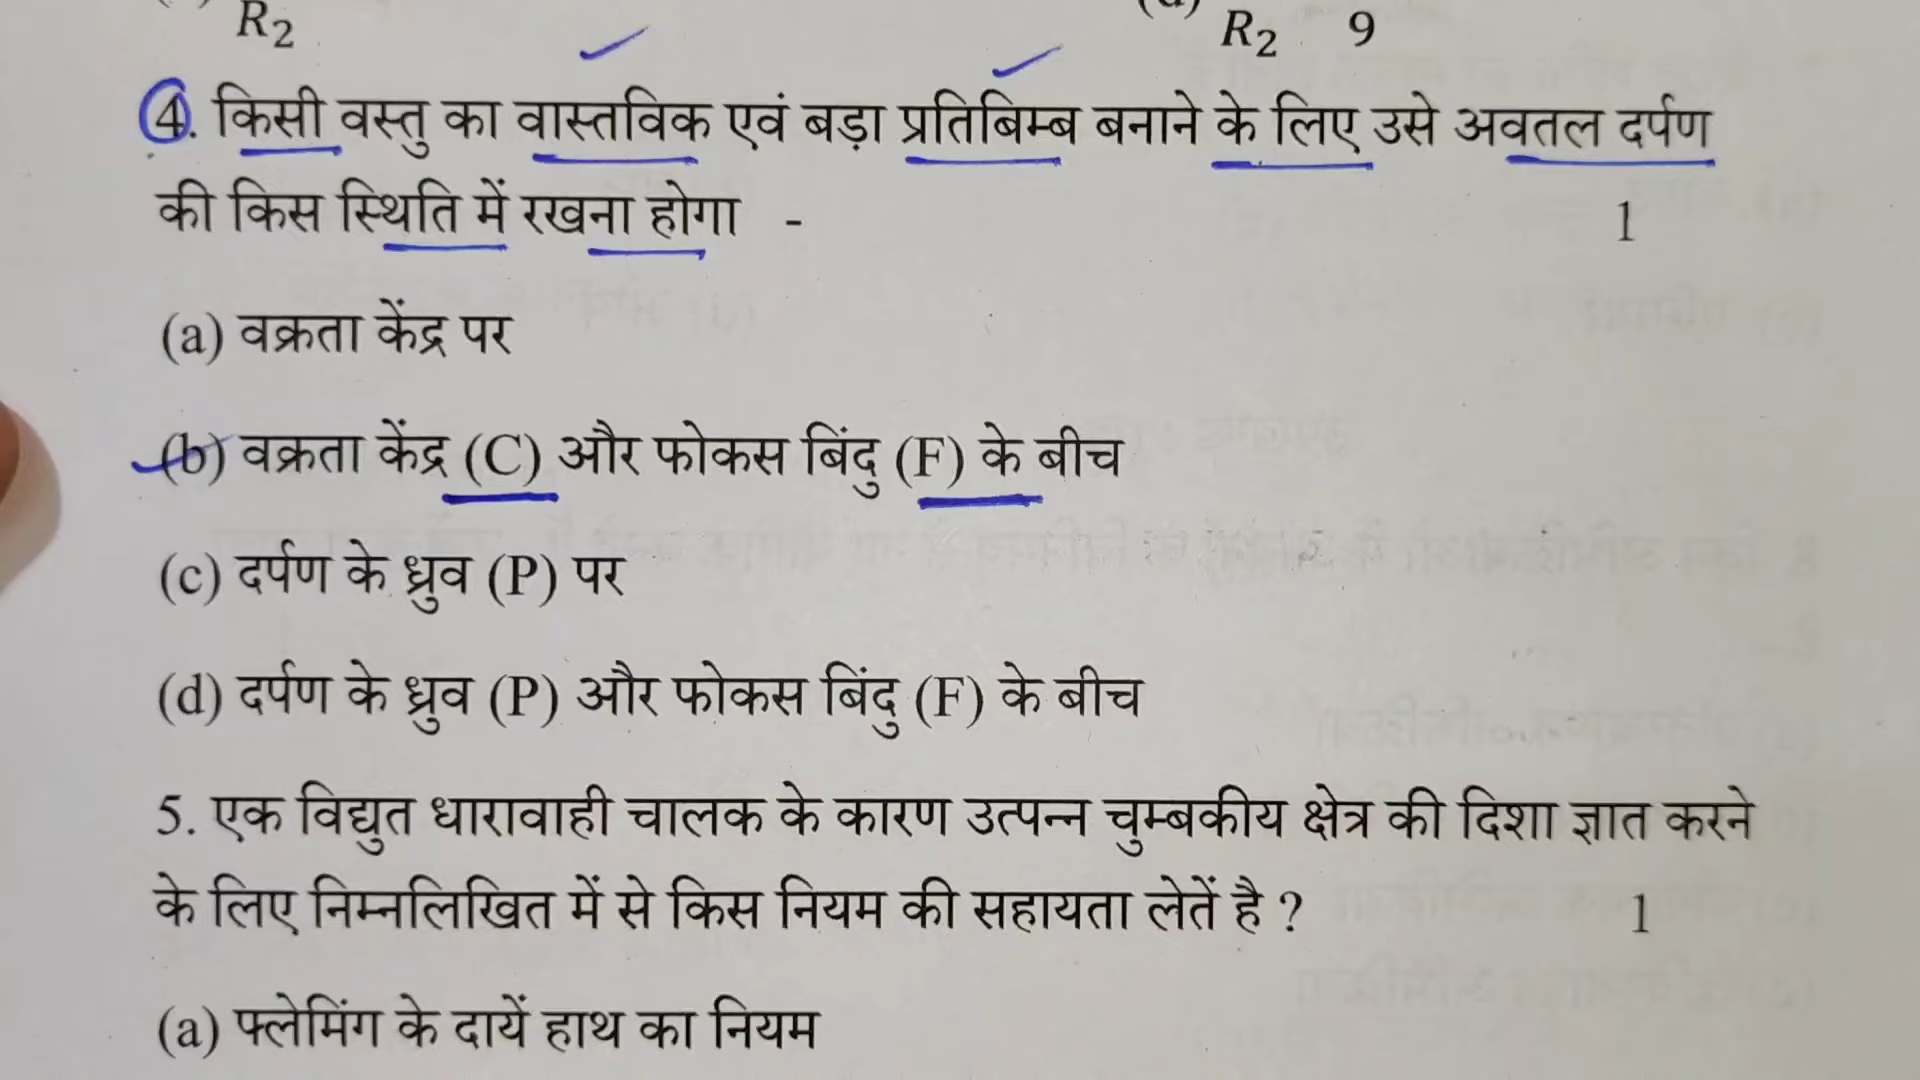 R2
R2 9
4. किसी वस्तु का वास्तविक एवं बड़ा प्रतिबिम्ब बनाने के लिए उसे अवतल दर्पण
की किस स्थिति में रखना होगा - 1
(a) वक्रता केंद्र पर
(b) वक्रता केंद्र (C) और फोकस बिंदु (F) के बीच
(c) दर्पण के ध्रुव (P) पर
(d) दर्पण के ध्रुव (P) और फोकस बिंदु (F) के बीच
5. एक विद्युत धारावाही चालक के कारण उत्पन्न चुम्बकीय क्षेत्र की दिशा ज्ञात करने
के लिए निम्नलिखित में से किस नियम की सहायता लेतें है ? 1
(a) फ्लेमिंग के दायें हाथ का नियम